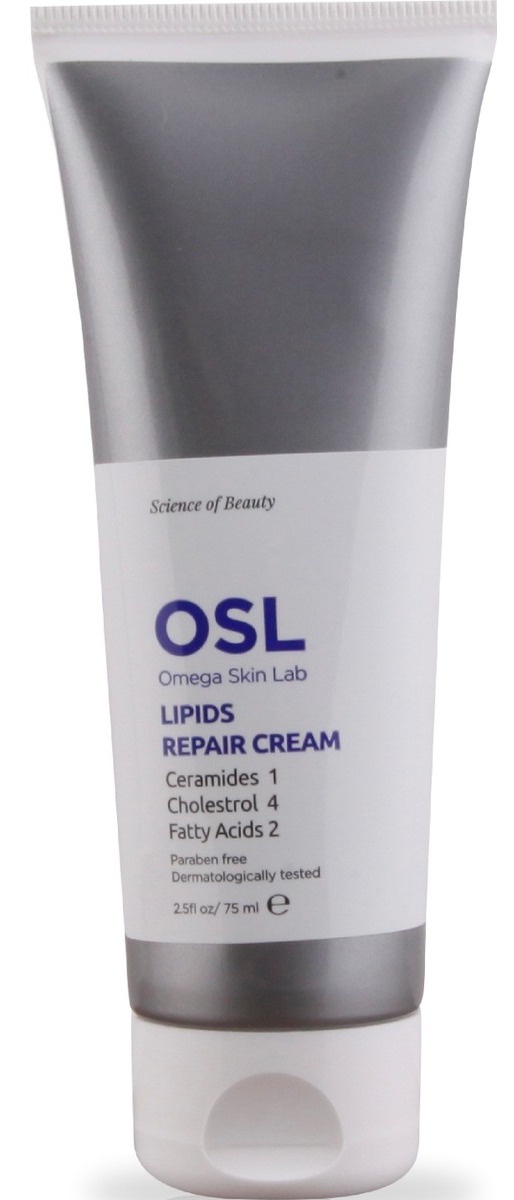 Science of Beauty
OSL
Omega Skin Lab
LIPIDS
REPAIR CREAM
Ceramides 1
Cholestrol 4
Fatty Acids 2
Paraben free
Dermatologically tested
2.5fl oz/ 75 ml ℮